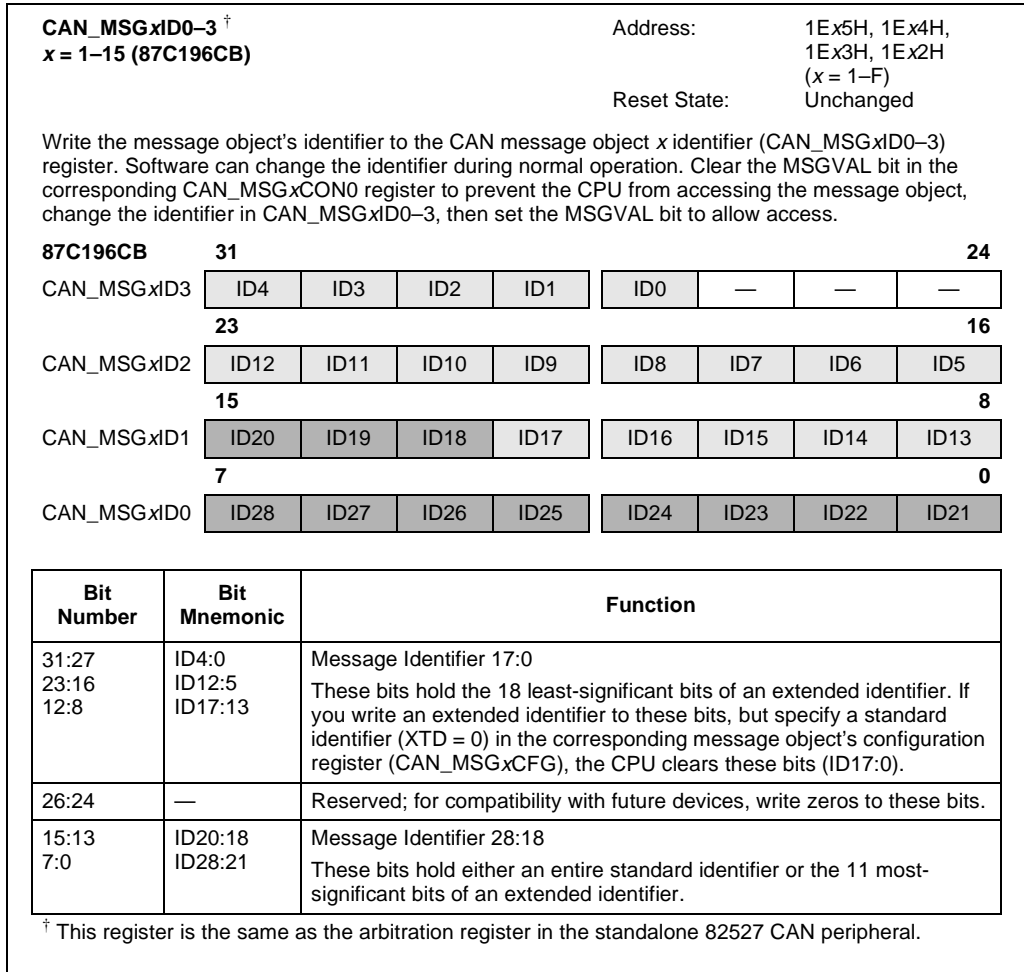 CAN_MSGxID0–3 † Address: 1Ex5H, 1Ex4H,
x = 1–15 (87C196CB) 1Ex3H, 1Ex2H
(x = 1–F)
Reset State: Unchanged
Write the message object's identifier to the CAN message object x identifier (CAN_MSGxID0–3)
register. Software can change the identifier during normal operation. Clear the MSGVAL bit in the
corresponding CAN_MSGxCON0 register to prevent the CPU from accessing the message object,
change the identifier in CAN_MSGxID0–3, then set the MSGVAL bit to allow access.
87C196CB 31 24
CAN_MSGxID3 ID4 ID3 ID2 ID1 ID0 — — —
23 16
CAN_MSGxID2 ID12 ID11 ID10 ID9 ID8 ID7 ID6 ID5
15 8
CAN_MSGxID1 ID20 ID19 ID18 ID17 ID16 ID15 ID14 ID13
7 0
CAN_MSGxID0 ID28 ID27 ID26 ID25 ID24 ID23 ID22 ID21
Bit Number Bit Mnemonic Function
31:27 ID4:0 Message Identifier 17:0
23:16 ID12:5 These bits hold the 18 least-significant bits of an extended identifier. If
12:8 ID17:13 you write an extended identifier to these bits, but specify a standard
identifier (XTD = 0) in the corresponding message object's configuration
register (CAN_MSGxCFG), the CPU clears these bits (ID17:0).
26:24 — Reserved; for compatibility with future devices, write zeros to these bits.
15:13 ID20:18 Message Identifier 28:18
7:0 ID28:21 These bits hold either an entire standard identifier or the 11 most-
significant bits of an extended identifier.
† This register is the same as the arbitration register in the standalone 82527 CAN peripheral.